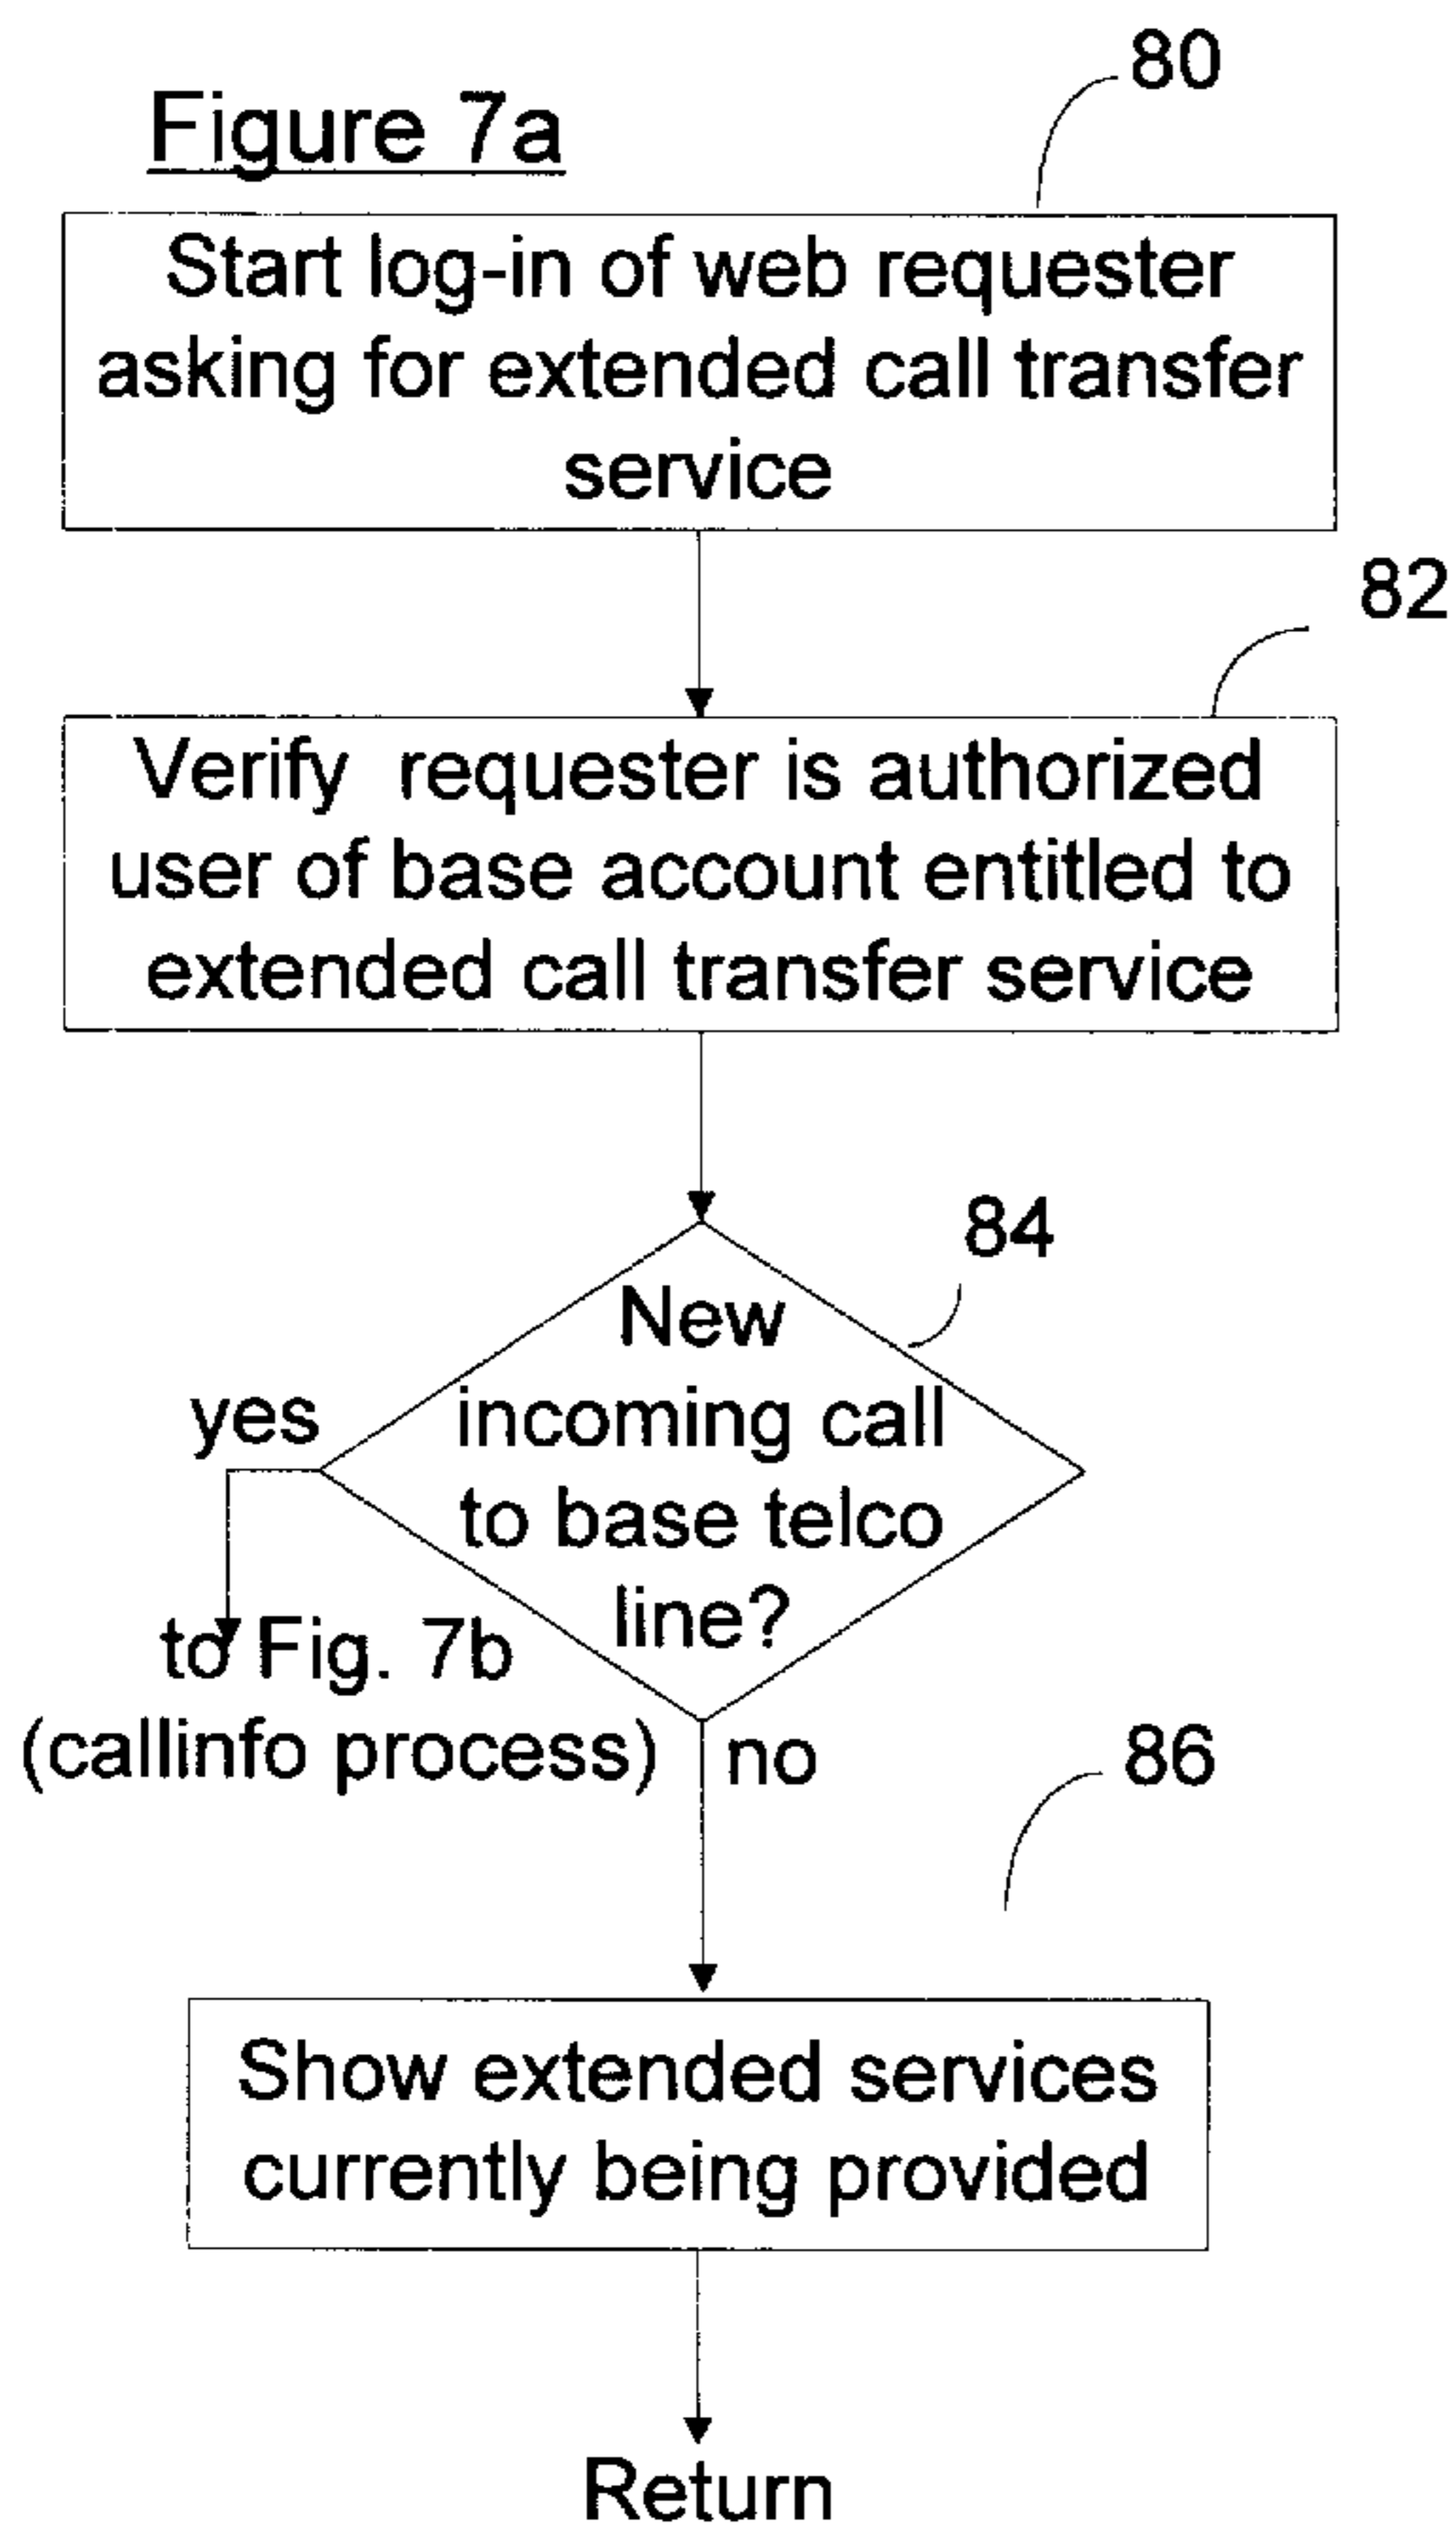 80
Figure 7a
Start log-in of web requester
asking for extended call transfer
service
82
Verify requester is authorized
user of base account entitled to
extended call transfer service
84
New
incoming call
to base telco
line?
yes
to Fig. 7b
(callinfo process)
no
86
Show extended services
currently being provided
Return